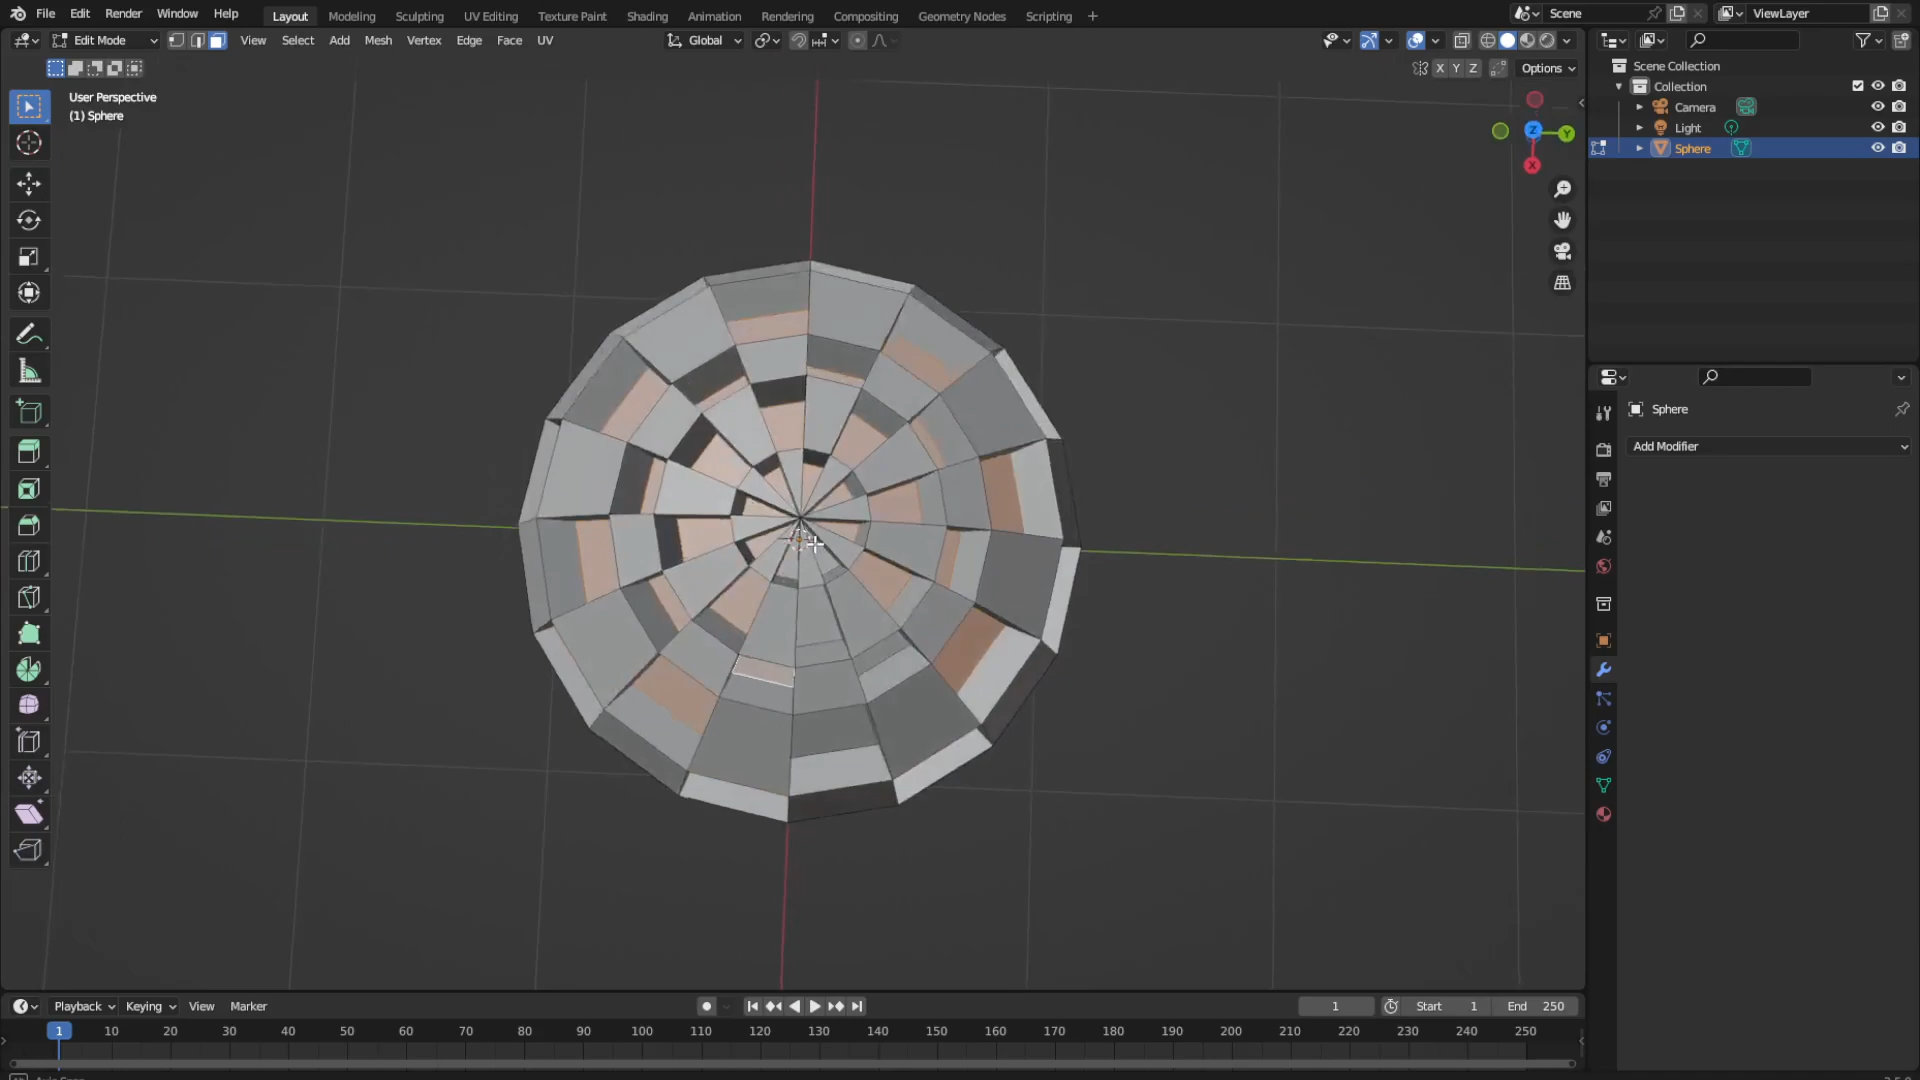 File Edit Render Window Help Layout Modeling Sculpting UV Editing Texture Paint Shading Animation Rendering Compositing Geometry Nodes Scripting + Scene ViewLayer
Edit Mode View Select Add Mesh Vertex Edge Face UV Global
X Y Z Options
User Perspective
(1) Sphere
Z Y X
Scene Collection
Collection
Camera
Light
Sphere
Sphere
Add Modifier
Playback Keying View Marker 1 Start 1 End 250
1 10 20 30 40 50 60 70 80 90 100 110 120 130 140 150 160 170 180 190 200 210 220 230 240 250